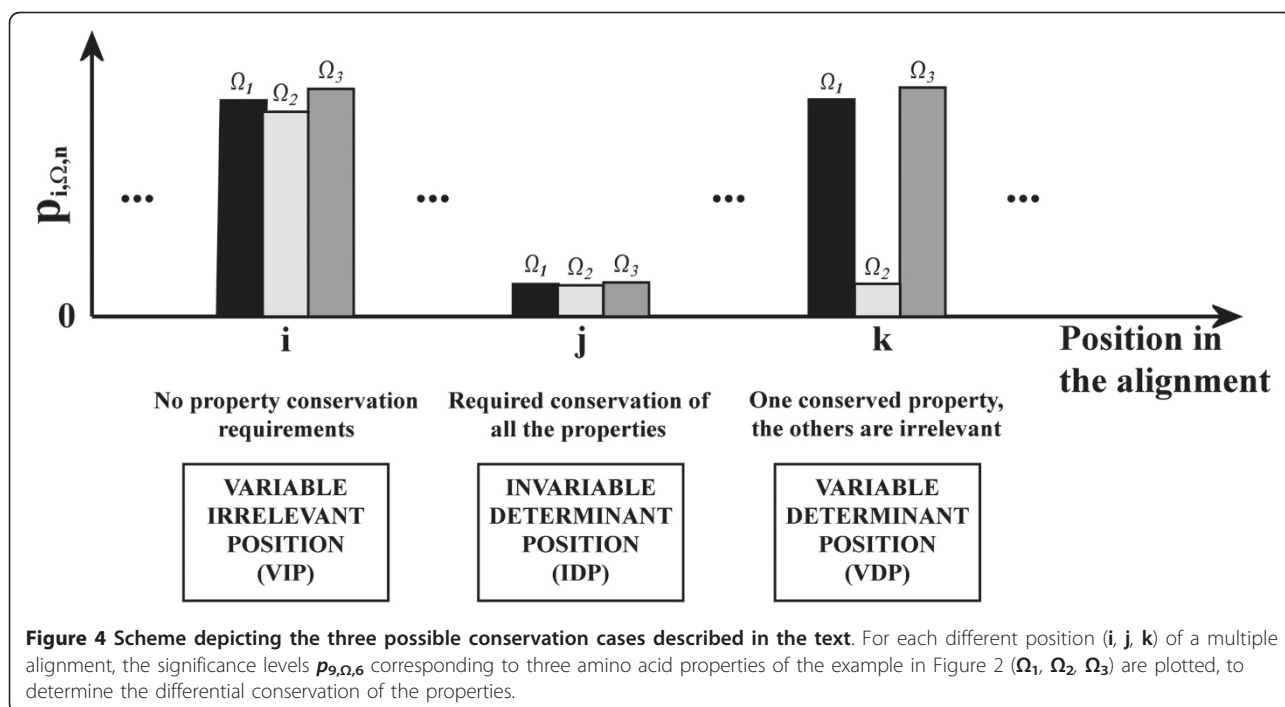 Ω1 Ω2 Ω3 Ω1 Ω3
... ... ... ...
pi,Ω,n
Ω1 Ω2 Ω3 Ω2
0
i j k Position in
the alignment
No property conservation
requirements
Required conservation of
all the properties
One conserved property,
the others are irrelevant
VARIABLE
IRRELEVANT
POSITION
(VIP)
INVARIABLE
DETERMINANT
POSITION
(IDP)
VARIABLE
DETERMINANT
POSITION
(VDP)
Figure 4 Scheme depicting the three possible conservation cases described in the text. For each different position (i, j, k) of a multiple
alignment, the significance levels p9,Ω,6 corresponding to three amino acid properties of the example in Figure 2 (Ω1, Ω2, Ω3) are plotted, to
determine the differential conservation of the properties.